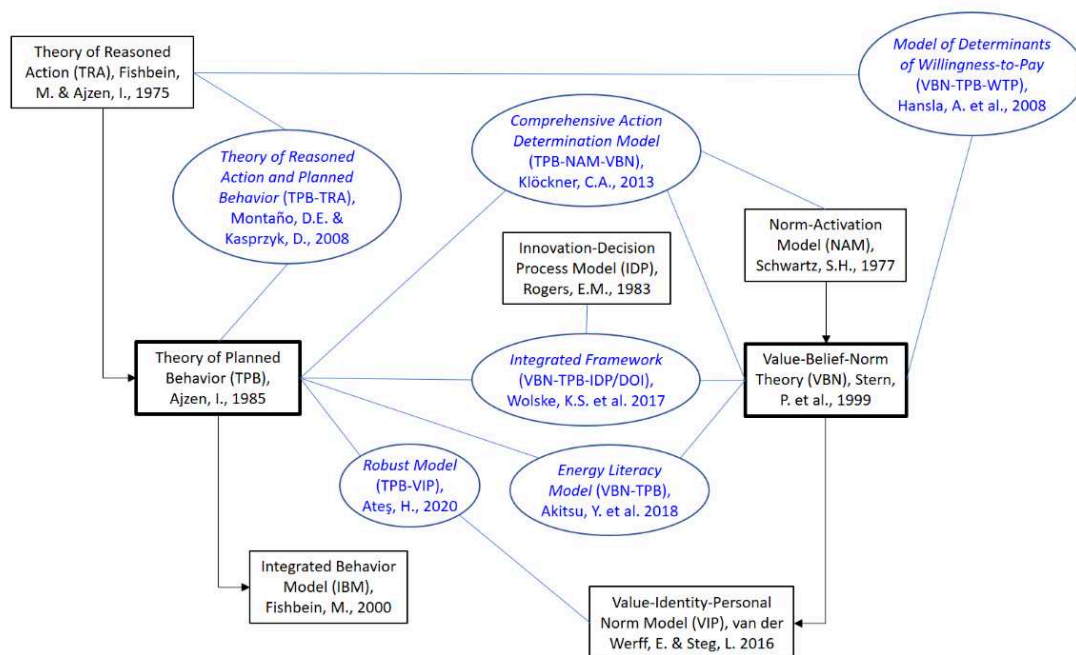 Theory of Reasoned
Action (TRA), Fishbein,
M. & Ajzen, I., 1975
Model of Determinants
of Willingness-to-Pay
(VBN-TPB-WTP),
Hansla, A. et al., 2008
Comprehensive Action
Determination Model
(TPB-NAM-VBN),
Klöckner, C.A., 2013
Theory of Reasoned
Action and Planned
Behavior (TPB-TRA),
Montaño, D.E. &
Kasprzyk, D., 2008
Norm-Activation
Model (NAM),
Schwartz, S.H., 1977
Innovation-Decision
Process Model (IDP),
Rogers, E.M., 1983
Theory of Planned
Behavior (TPB),
Ajzen, I., 1985
Integrated Framework
(VBN-TPB-IDP/DOI),
Wolske, K.S. et al. 2017
Value-Belief-Norm
Theory (VBN), Stern,
P. et al., 1999
Robust Model
(TPB-VIP),
Ateş, H., 2020
Energy Literacy
Model (VBN-TPB),
Akitsu, Y. et al. 2018
Integrated Behavior
Model (IBM),
Fishbein, M., 2000
Value-Identity-Personal
Norm Model (VIP), van der
Werff, E. & Steg, L. 2016